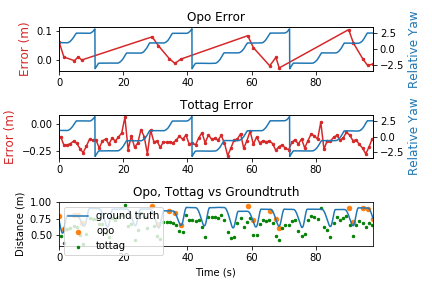 Opo Error
Error (m)
0.1
0.0
2.5
0.0
−2.5
Relative Yaw
0 20 40 60 80
Tottag Error
Error (m)
0.00
−0.25
2.5
0.0
−2.5
Relative Yaw
0 20 40 60 80
Opo, Tottag vs Groundtruth
Distance (m)
1.00
0.75
0.50
ground truth
opo
tottag
0 20 40 60 80
Time (s)